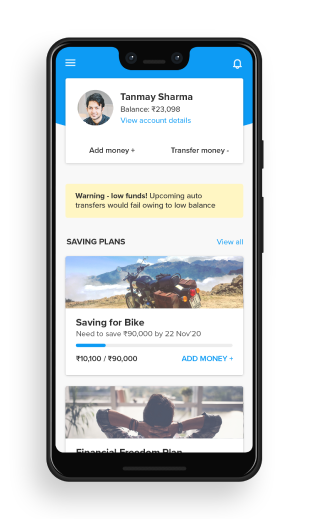 Tanmay Sharma
Balance: ₹23,098
View account details
Add money +
Transfer money -
Warning - low funds! Upcoming auto
transfers would fail owing to low balance
SAVING PLANS
View all
Saving for Bike
Need to save ₹90,000 by 22 Nov'20
₹10,100 / ₹90,000
ADD MONEY +
Financial Freedom Plan